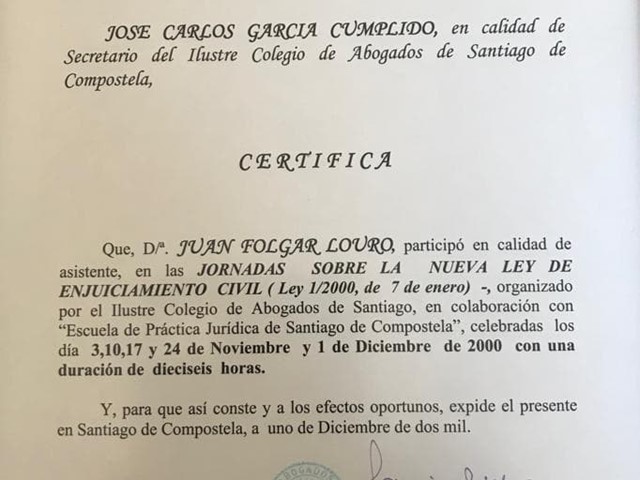 JOSE CARLOS GARCIA CUMPLIDO, en calidad de
Secretario del Ilustre Colegio de Abogados de Santiago de
Compostela,
CERTIFICA
Que, D/ª. JUAN FOLGAR LOURO, participó en calidad de
asistente, en las JORNADAS SOBRE LA NUEVA LEY DE
ENJUICIAMIENTO CIVIL ( Ley 1/2000, de 7 de enero) -, organizado
por el Ilustre Colegio de Abogados de Santiago, en colaboración con
“Escuela de Práctica Jurídica de Santiago de Compostela”, celebradas los
día 3,10,17 y 24 de Noviembre y 1 de Diciembre de 2000 con una
duración de dieciseis horas.
Y, para que así conste y a los efectos oportunos, expide el presente
en Santiago de Compostela, a uno de Diciembre de dos mil.
ABOGADOS